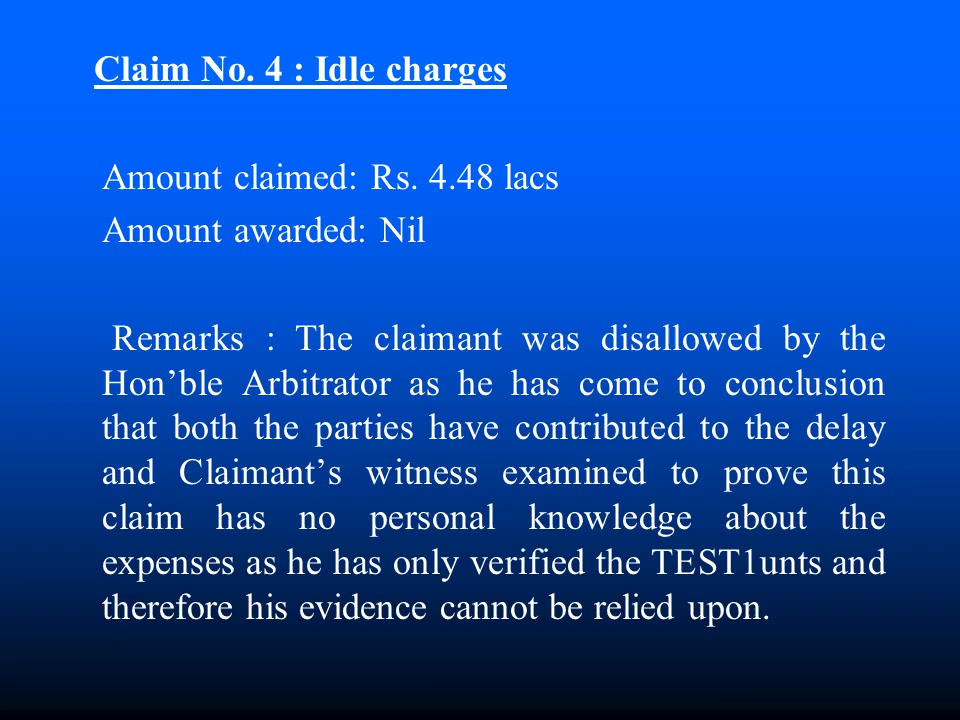 Claim No. 4 : Idle charges
Amount claimed: Rs. 4.48 lacs
Amount awarded: Nil
Remarks : The claimant was disallowed by the
Hon’ble Arbitrator as he has come to conclusion
that both the parties have contributed to the delay
and Claimant’s witness examined to prove this
claim has no personal knowledge about the
expenses as he has only verified the TEST1unts and
therefore his evidence cannot be relied upon.